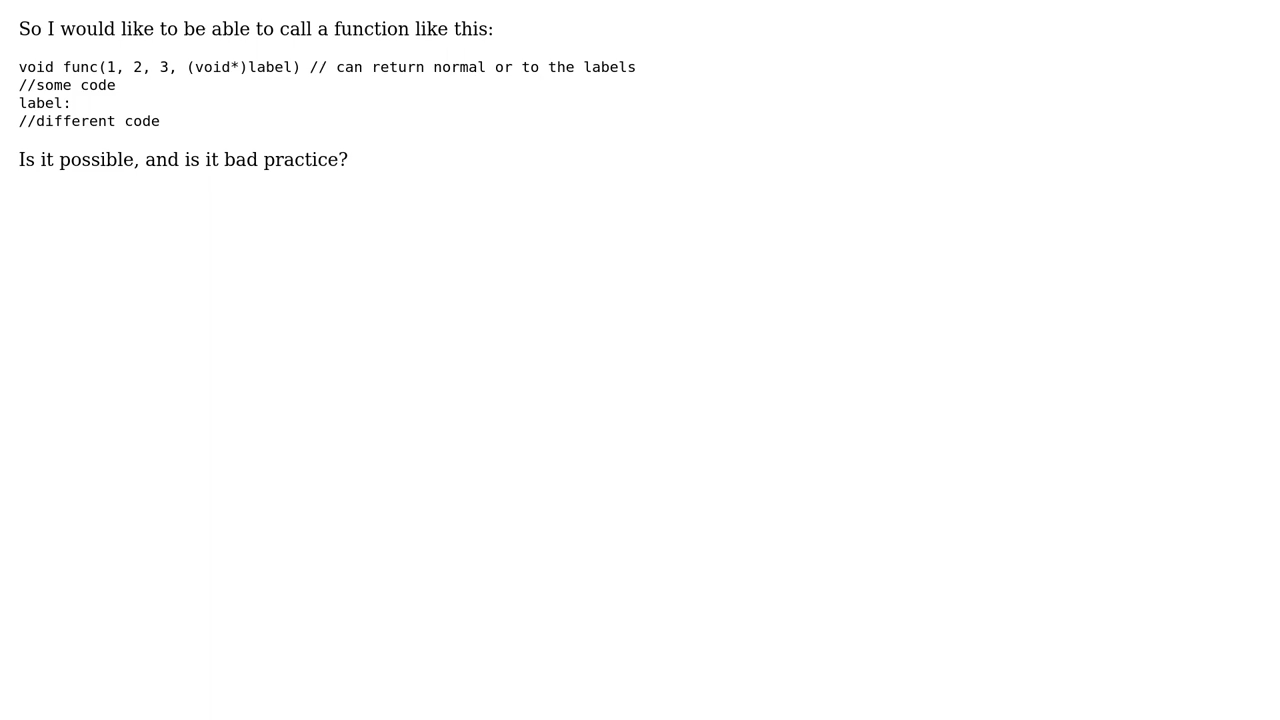 So I would like to be able to call a function like this:
void func(1, 2, 3, (void*)label) // can return normal or to the labels
//some code
label:
//different code
Is it possible, and is it bad practice?